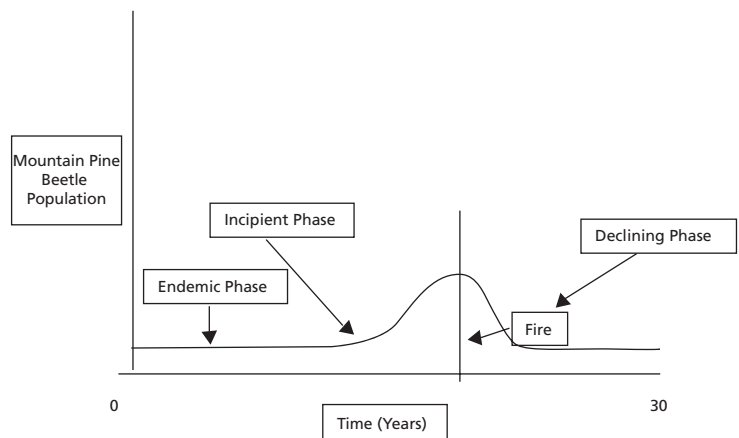 Mountain Pine
Beetle
Population
Incipient Phase
Declining Phase
Endemic Phase
Fire
0
30
Time (Years)